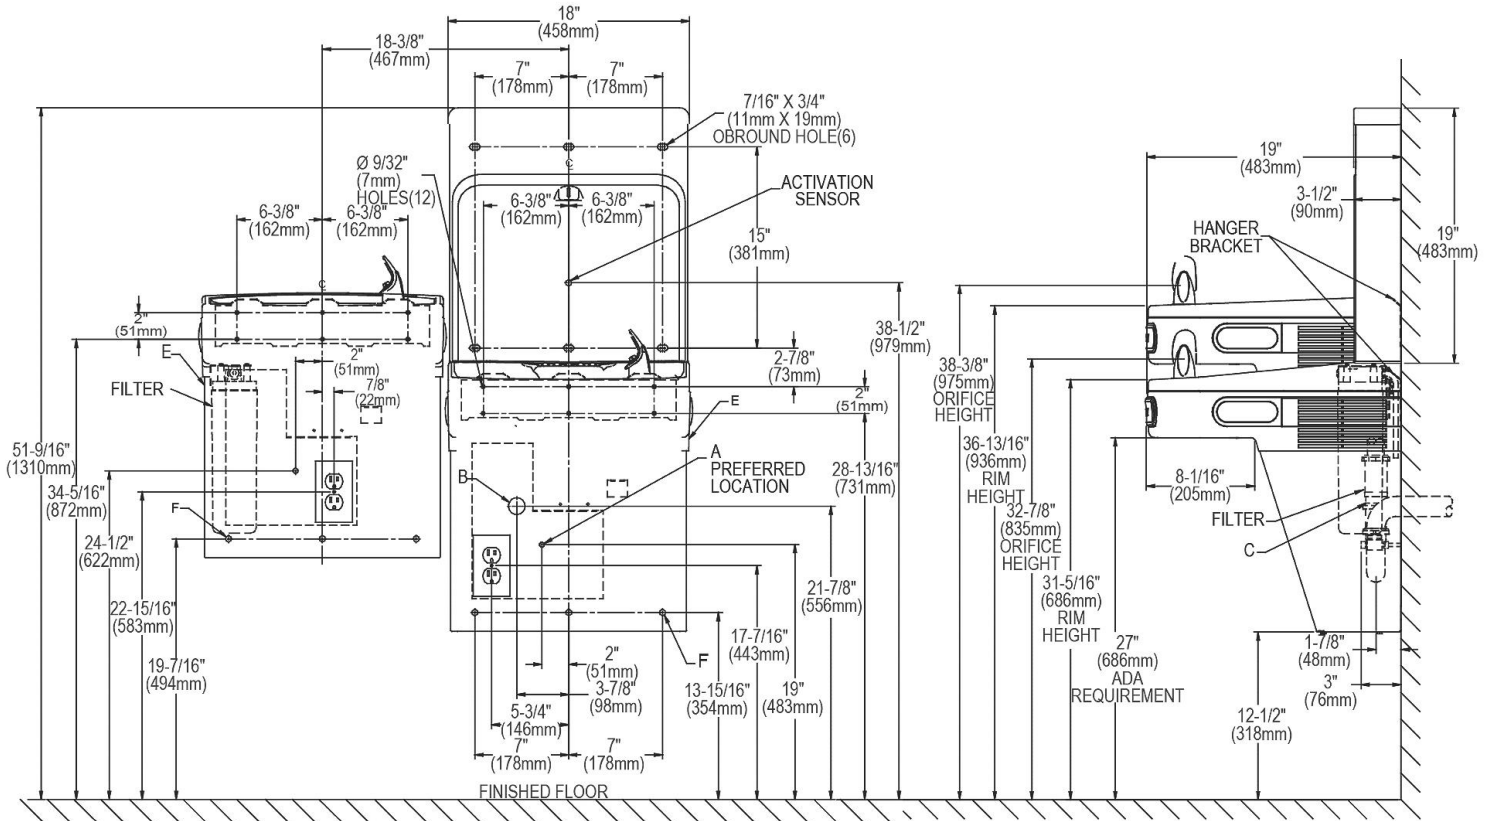 18"
(458mm)
18-3/8"
(467mm)
7"
(178mm)
7"
(178mm)
7/16" X 3/4"
(11mm X 19mm)
OBROUND HOLE(6)
Ø 9/32"
(7mm)
HOLES(12)
ACTIVATION
SENSOR
6-3/8"
(162mm)
6-3/8"
(162mm)
6-3/8"
(162mm)
6-3/8"
(162mm)
15"
(381mm)
2"
(51mm)
E
FILTER
2"
(51mm)
7/8"
(22mm)
2-7/8"
(73mm)
2"
(51mm)
E
38-1/2"
(979mm)
51-9/16"
(1310mm)
34-5/16"
(872mm)
24-1/2"
(622mm)
22-15/16"
(583mm)
19-7/16"
(494mm)
F
B
A
PREFERRED
LOCATION
28-13/16"
(731mm)
21-7/8"
(556mm)
17-7/16"
(443mm)
19"
(483mm)
13-15/16"
(354mm)
F
2"
(51mm)
3-7/8"
(98mm)
5-3/4"
(146mm)
7"
(178mm)
7"
(178mm)
FINISHED FLOOR
19"
(483mm)
3-1/2"
(90mm)
HANGER
BRACKET
19"
(483mm)
38-3/8"
(975mm)
ORIFICE
HEIGHT
36-13/16"
(936mm)
RIM
HEIGHT
32-7/8"
(835mm)
ORIFICE
HEIGHT
31-5/16"
(686mm)
RIM
HEIGHT
27"
(686mm)
ADA
REQUIREMENT
8-1/16"
(205mm)
FILTER
C
1-7/8"
(48mm)
3"
(76mm)
12-1/2"
(318mm)